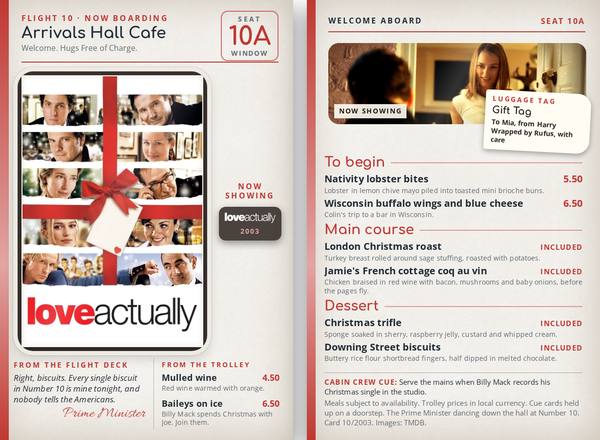 FLIGHT 10 · NOW BOARDING
Arrivals Hall Cafe
Welcome. Hugs Free of Charge.
SEAT
10A
WINDOW
loveactually
NOW
SHOWING
loveactually
2003
FROM THE FLIGHT DECK
Right, biscuits. Every single biscuit
in Number 10 is mine tonight, and
nobody tells the Americans.
Prime Minister
FROM THE TROLLEY
Mulled wine 4.50
Red wine warmed with orange.
Baileys on ice 6.50
Billy Mack spends Christmas with
Joe. Join them.
WELCOME ABOARD SEAT 10A
NOW SHOWING
LUGGAGE TAG
Gift Tag
To Mia, from Harry
Wrapped by Rufus, with
care
To begin
Nativity lobster bites 5.50
Lobster in lemon chive mayo piled into toasted mini brioche buns.
Wisconsin buffalo wings and blue cheese 6.50
Colin's trip to a bar in Wisconsin.
Main course
London Christmas roast INCLUDED
Turkey breast rolled around sage stuffing, roasted with potatoes.
Jamie's French cottage coq au vin INCLUDED
Chicken braised in red wine with bacon, mushrooms and baby onions, before
the pages fly.
Dessert
Christmas trifle INCLUDED
Sponge soaked in sherry, raspberry jelly, custard and whipped cream.
Downing Street biscuits INCLUDED
Buttery rice flour shortbread fingers, half dipped in melted chocolate.
CABIN CREW CUE: Serve the mains when Billy Mack records his
Christmas single in the studio.
Meals subject to availability. Trolley prices in local currency. Cue cards held
up on a doorstep. The Prime Minister dancing down the hall at Number 10.
Card 10/2003. Images: TMDB.